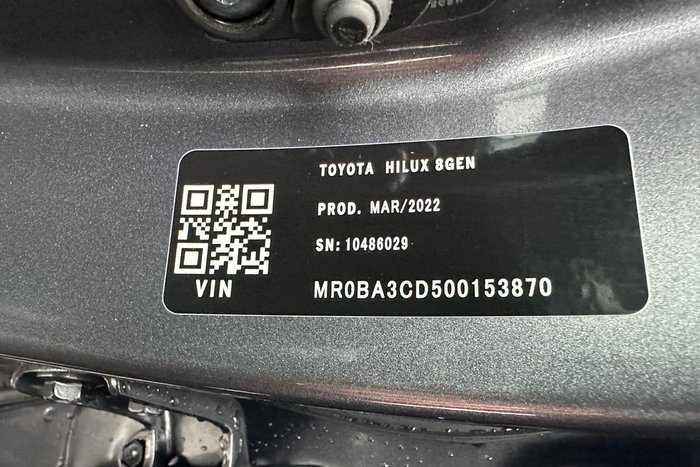 TOYOTA HILUX 8GEN
PROD. MAR/2022
SN: 10486029
VIN MR0BA3CD500153870